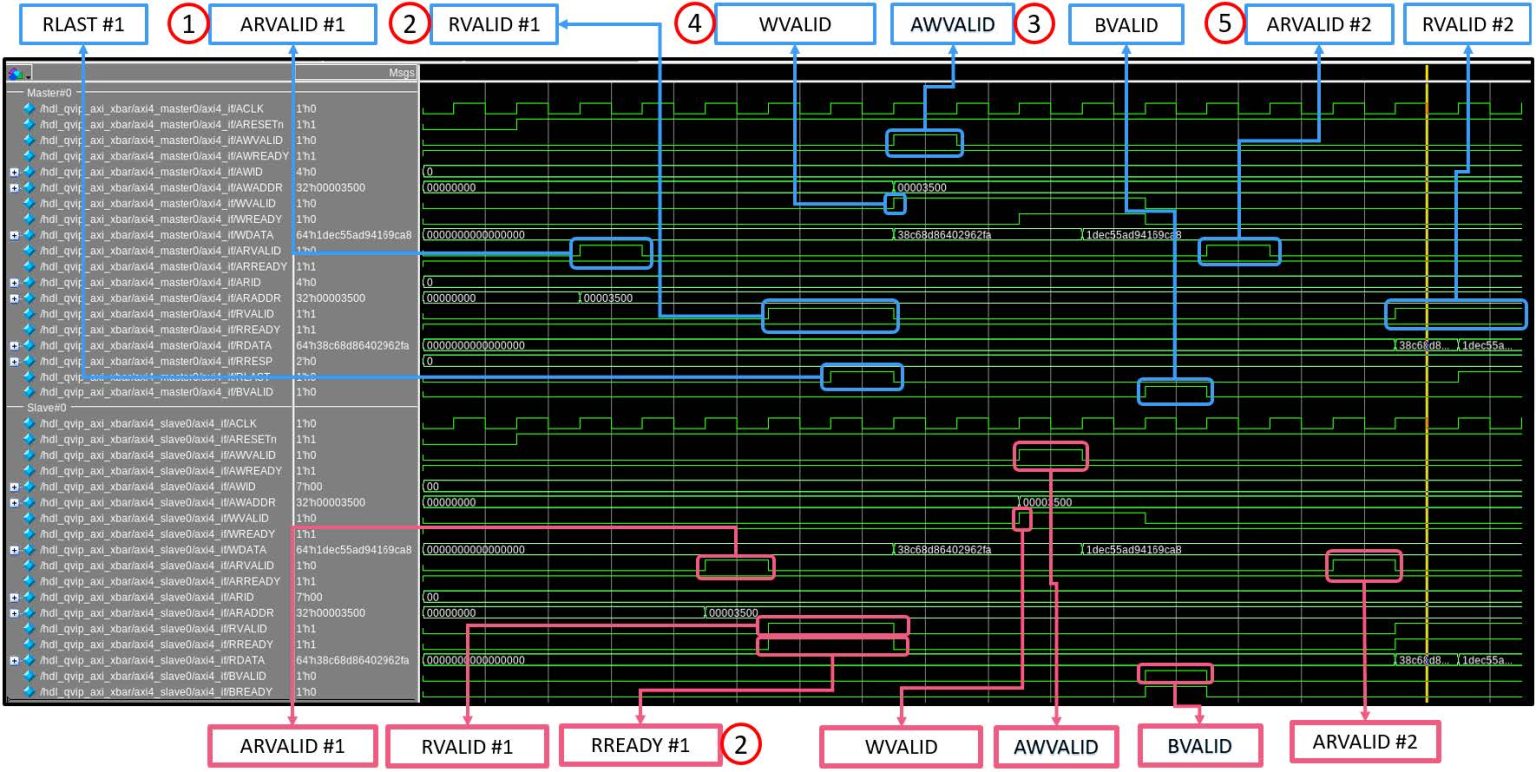 RLAST #1 1 ARVALID #1 2 RVALID #1 4 WVALID AWVALID 3 BVALID 5 ARVALID #2 RVALID #2
Msgs
Master#0
/hdl_qvip_axi_xbar/axi4_master0/axi4_if/ACLK 1'h0
/hdl_qvip_axi_xbar/axi4_master0/axi4_if/ARESETn 1'h1
/hdl_qvip_axi_xbar/axi4_master0/axi4_if/AWVALID 1'h0
/hdl_qvip_axi_xbar/axi4_master0/axi4_if/AWREADY 1'h1
/hdl_qvip_axi_xbar/axi4_master0/axi4_if/AWID 4'h0 0
/hdl_qvip_axi_xbar/axi4_master0/axi4_if/AWADDR 32'h00003500 00000000 00003500
/hdl_qvip_axi_xbar/axi4_master0/axi4_if/WVALID 1'h0
/hdl_qvip_axi_xbar/axi4_master0/axi4_if/WREADY 1'h0
/hdl_qvip_axi_xbar/axi4_master0/axi4_if/WDATA 64'h1dec55ad94169ca8 0000000000000000 38c68d86402962fa 1dec55ad94169ca8
/hdl_qvip_axi_xbar/axi4_master0/axi4_if/ARVALID 1'h0
/hdl_qvip_axi_xbar/axi4_master0/axi4_if/ARREADY 1'h1
/hdl_qvip_axi_xbar/axi4_master0/axi4_if/ARID 4'h0 0
/hdl_qvip_axi_xbar/axi4_master0/axi4_if/ARADDR 32'h00003500 00000000 00003500
/hdl_qvip_axi_xbar/axi4_master0/axi4_if/RVALID 1'h1
/hdl_qvip_axi_xbar/axi4_master0/axi4_if/RREADY 1'h1
/hdl_qvip_axi_xbar/axi4_master0/axi4_if/RDATA 64'h38c68d86402962fa 0000000000000000 38c68d8... 1dec55a...
/hdl_qvip_axi_xbar/axi4_master0/axi4_if/RRESP 2'h0 0
/hdl_qvip_axi_xbar/axi4_master0/axi4_if/RLAST 1'h0
/hdl_qvip_axi_xbar/axi4_master0/axi4_if/BVALID 1'h0
Slave#0
/hdl_qvip_axi_xbar/axi4_slave0/axi4_if/ACLK 1'h0
/hdl_qvip_axi_xbar/axi4_slave0/axi4_if/ARESETn 1'h1
/hdl_qvip_axi_xbar/axi4_slave0/axi4_if/AWVALID 1'h0
/hdl_qvip_axi_xbar/axi4_slave0/axi4_if/AWREADY 1'h1
/hdl_qvip_axi_xbar/axi4_slave0/axi4_if/AWID 7'h00 00
/hdl_qvip_axi_xbar/axi4_slave0/axi4_if/AWADDR 32'h00003500 00000000 00003500
/hdl_qvip_axi_xbar/axi4_slave0/axi4_if/WVALID 1'h0
/hdl_qvip_axi_xbar/axi4_slave0/axi4_if/WREADY 1'h1
/hdl_qvip_axi_xbar/axi4_slave0/axi4_if/WDATA 64'h1dec55ad94169ca8 0000000000000000 38c68d86402962fa 1dec55ad94169ca8
/hdl_qvip_axi_xbar/axi4_slave0/axi4_if/ARVALID 1'h0
/hdl_qvip_axi_xbar/axi4_slave0/axi4_if/ARREADY 1'h1
/hdl_qvip_axi_xbar/axi4_slave0/axi4_if/ARID 7'h00 00
/hdl_qvip_axi_xbar/axi4_slave0/axi4_if/ARADDR 32'h00003500 00000000 00003500
/hdl_qvip_axi_xbar/axi4_slave0/axi4_if/RVALID 1'h1
/hdl_qvip_axi_xbar/axi4_slave0/axi4_if/RREADY 1'h1
/hdl_qvip_axi_xbar/axi4_slave0/axi4_if/RDATA 64'h38c68d86402962fa 0000000000000000 38c68d8... 1dec55a...
/hdl_qvip_axi_xbar/axi4_slave0/axi4_if/BVALID 1'h0
/hdl_qvip_axi_xbar/axi4_slave0/axi4_if/BREADY 1'h0
ARVALID #1 RVALID #1 RREADY #1 2 WVALID AWVALID BVALID ARVALID #2